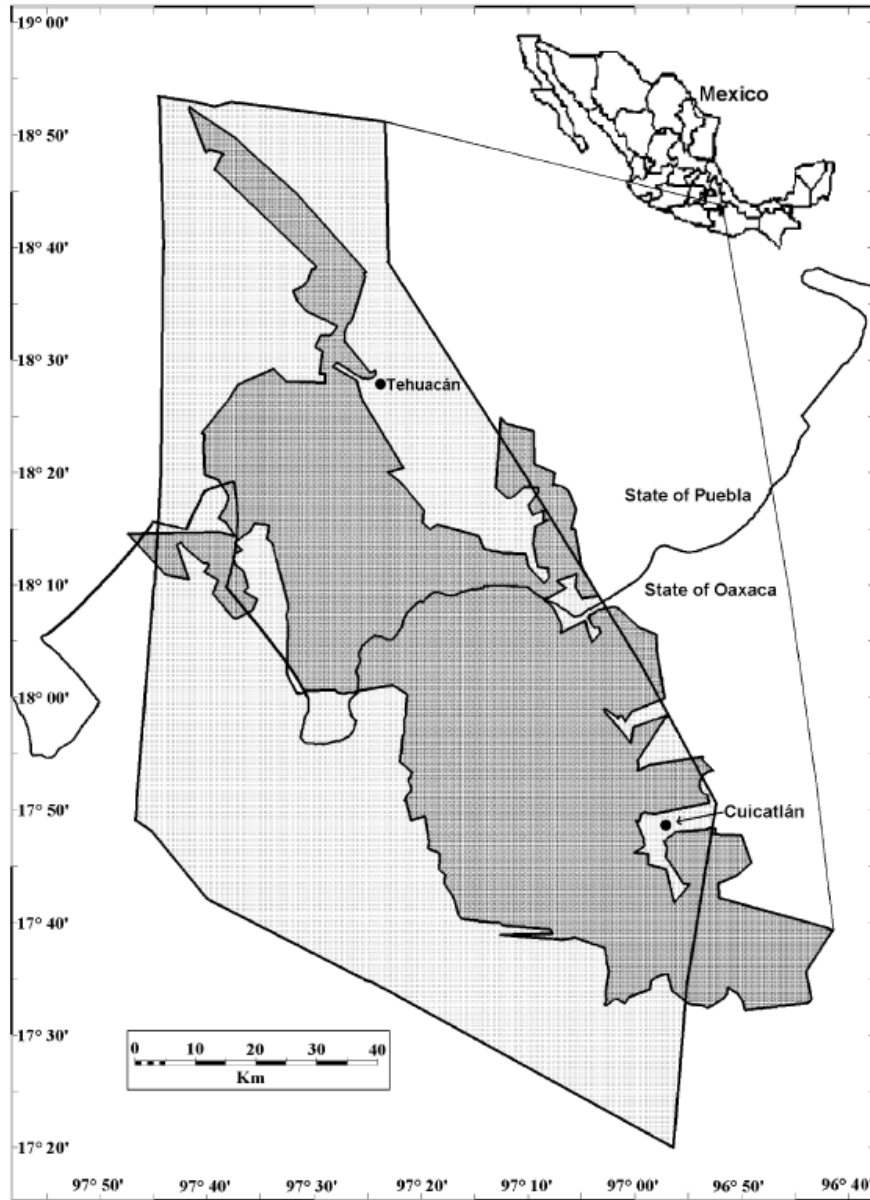 19° 00'
Mexico
18° 50'
18° 40'
18° 30'
Tehuacán
18° 20'
State of Puebla
18° 10'
State of Oaxaca
18° 00'
17° 50'
Cuicatlán
17° 40'
17° 30'
0 10 20 30 40
Km
17° 20'
97° 50' 97° 40' 97° 30' 97° 20' 97° 10' 97° 00' 96° 50' 96° 40'